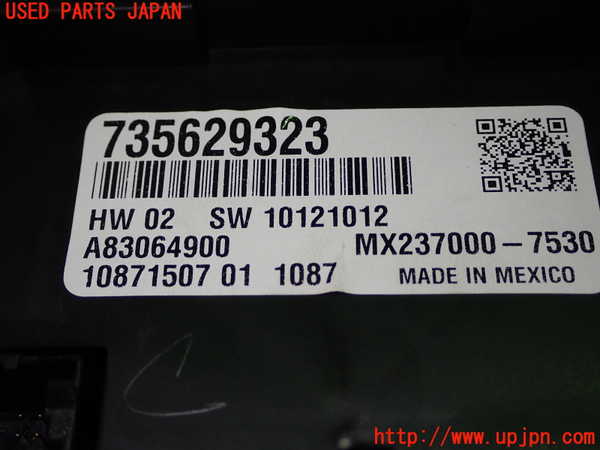 USED PARTS JAPAN
735629323
HW 02 SW 10121012
A83064900 MX237000-7530
10871507 01 1087 MADE IN MEXICO
C
http://www.upjpn.com/